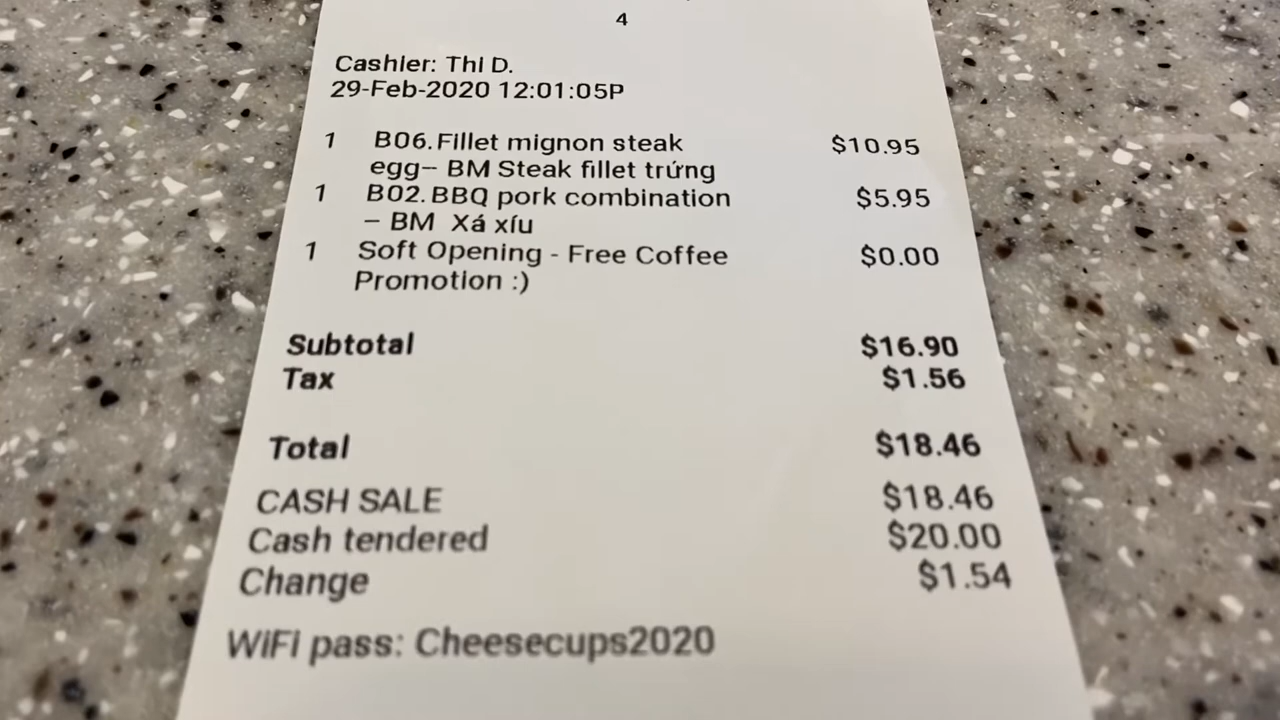 4
Cashier: Thi D.
29-Feb-2020 12:01:05P
1 B06.Fillet mignon steak $10.95
egg-- BM Steak fillet trứng
1 B02.BBQ pork combination $5.95
– BM Xá xíu
1 Soft Opening - Free Coffee $0.00
Promotion :)
Subtotal $16.90
Tax $1.56
Total $18.46
CASH SALE $18.46
Cash tendered $20.00
Change $1.54
WiFi pass: Cheesecups2020